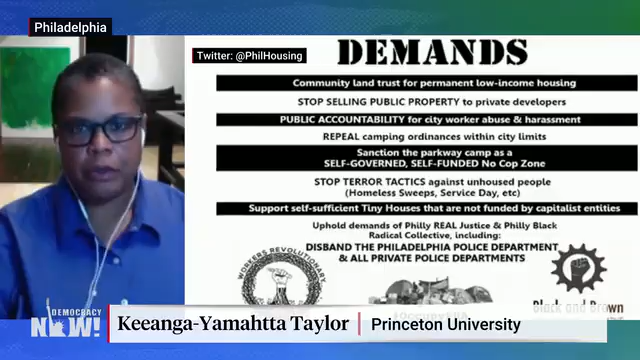 Philadelphia
Twitter: @PhilHousing
DEMANDS
Community land trust for permanent low-income housing
STOP SELLING PUBLIC PROPERTY to private developers
PUBLIC ACCOUNTABILITY for city worker abuse & harassment
REPEAL camping ordinances within city limits
Sanction the parkway camp as a
SELF-GOVERNED, SELF-FUNDED No Cop Zone
STOP TERROR TACTICS against unhoused people
(Homeless Sweeps, Service Day, etc)
Support self-sufficient Tiny Houses that are not funded by capitalist entities
Uphold demands of Philly REAL Justice & Philly Black
Radical Collective, including:
DISBAND THE PHILADELPHIA POLICE DEPARTMENT
& ALL PRIVATE POLICE DEPARTMENTS
WORKERS REVOLUTIONARY
Black and Brown
DEMOCRACY
NOW!
Keeanga-Yamahtta Taylor
Princeton University